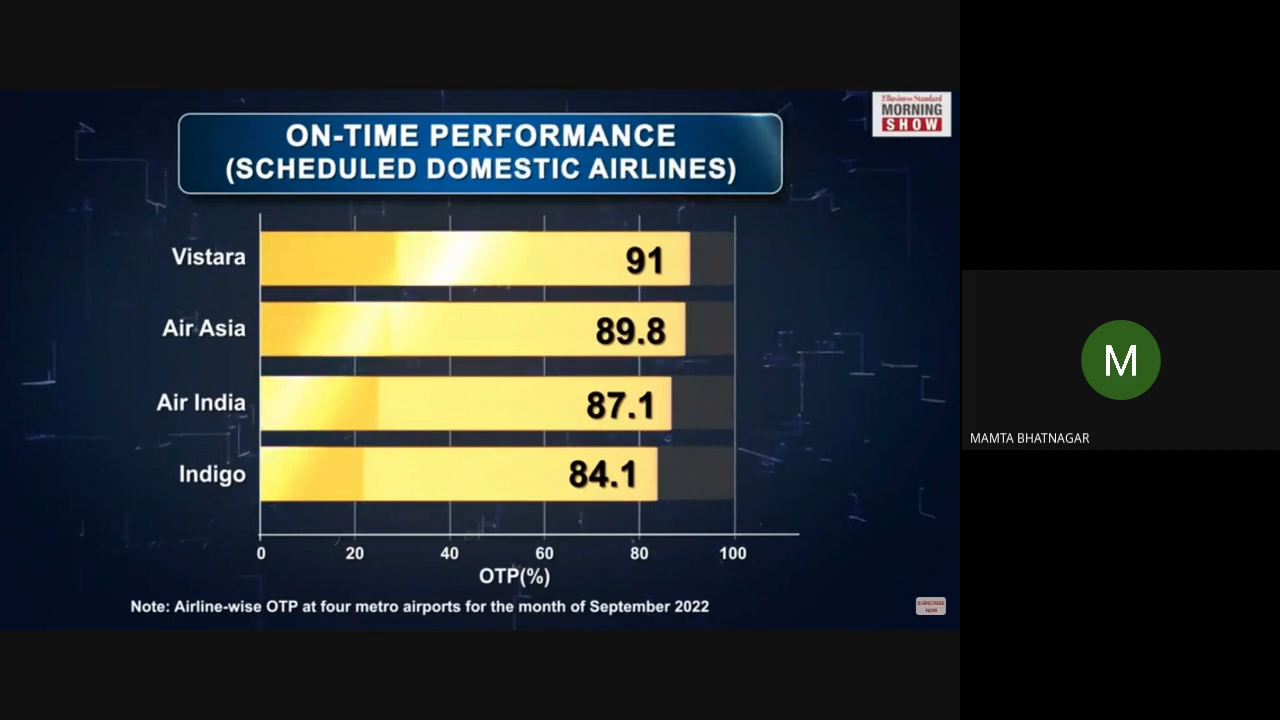 Business Standard
MORNING
SHOW
ON-TIME PERFORMANCE
(SCHEDULED DOMESTIC AIRLINES)
Vistara 91
Air Asia 89.8
Air India 87.1
Indigo 84.1
0 20 40 60 80 100
OTP(%)
Note: Airline-wise OTP at four metro airports for the month of September 2022
SUBSCRIBE
NOW
M
MAMTA BHATNAGAR